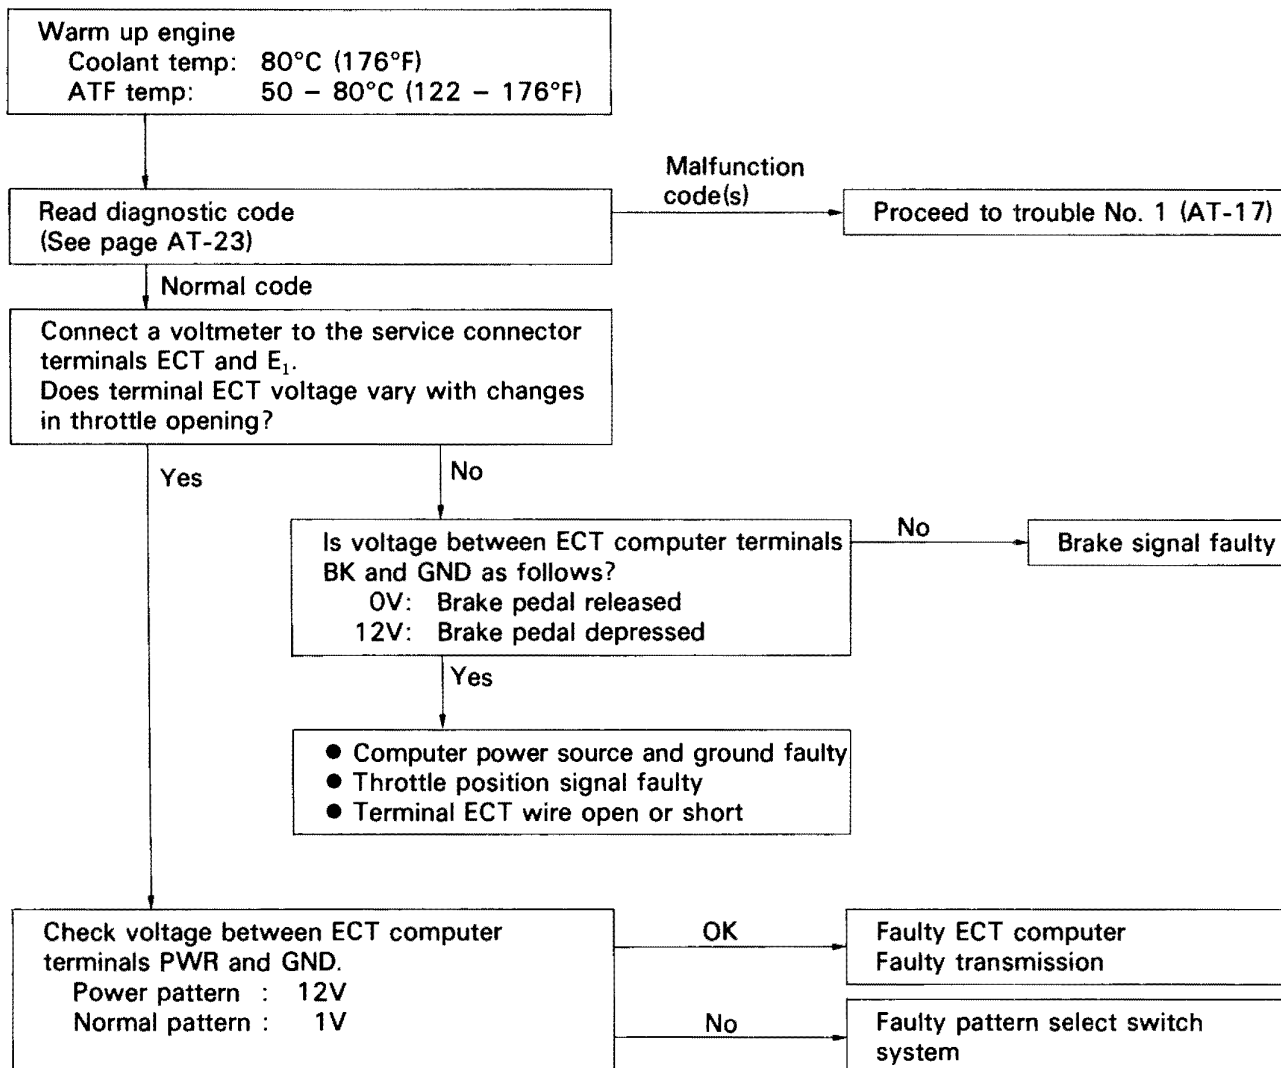 Warm up engine
Coolant temp: 80°C (176°F)
ATF temp: 50 – 80°C (122 – 176°F)
Malfunction
code(s)
Read diagnostic code
(See page AT-23)
Proceed to trouble No. 1 (AT-17)
Normal code
Connect a voltmeter to the service connector
terminals ECT and E₁.
Does terminal ECT voltage vary with changes
in throttle opening?
Yes
No
Is voltage between ECT computer terminals
BK and GND as follows?
0V: Brake pedal released
12V: Brake pedal depressed
No
Brake signal faulty
Yes
● Computer power source and ground faulty
● Throttle position signal faulty
● Terminal ECT wire open or short
Check voltage between ECT computer
terminals PWR and GND.
Power pattern : 12V
Normal pattern : 1V
OK
Faulty ECT computer
Faulty transmission
No
Faulty pattern select switch
system